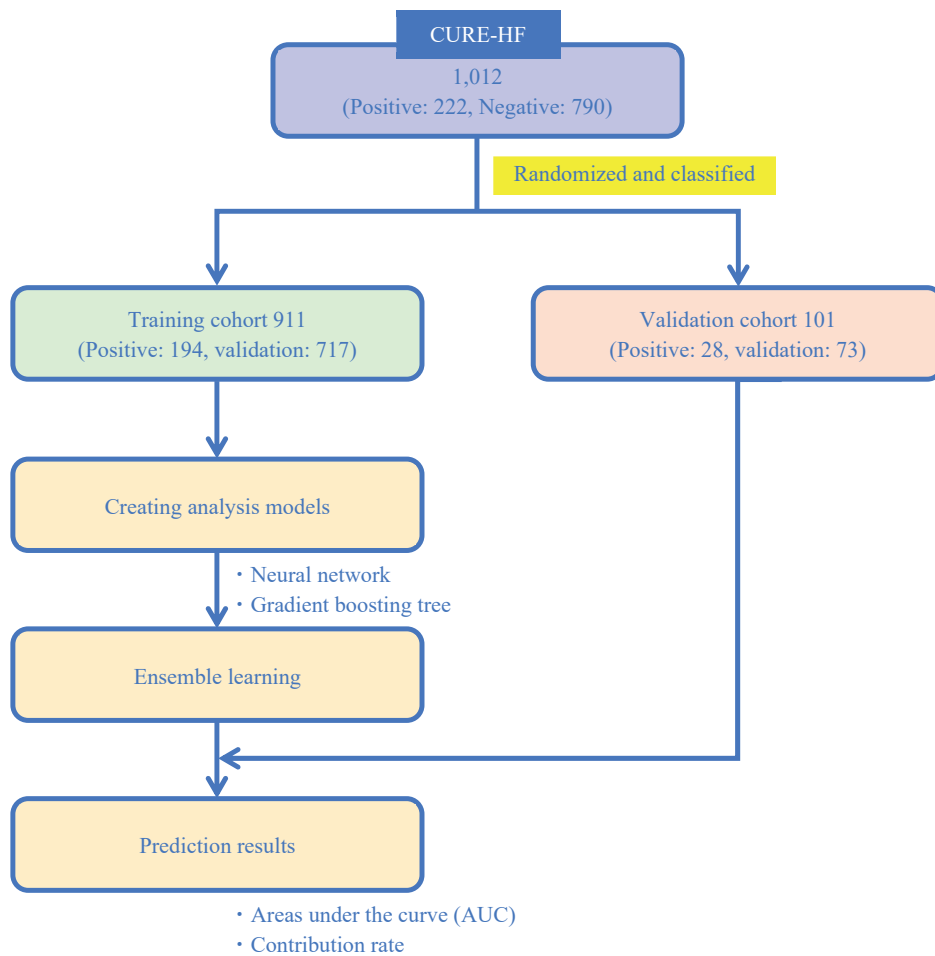 CURE-HF
1,012
(Positive: 222, Negative: 790)
Randomized and classified
Training cohort 911
(Positive: 194, validation: 717)
Validation cohort 101
(Positive: 28, validation: 73)
Creating analysis models
・Neural network
・Gradient boosting tree
Ensemble learning
Prediction results
・Areas under the curve (AUC)
・Contribution rate